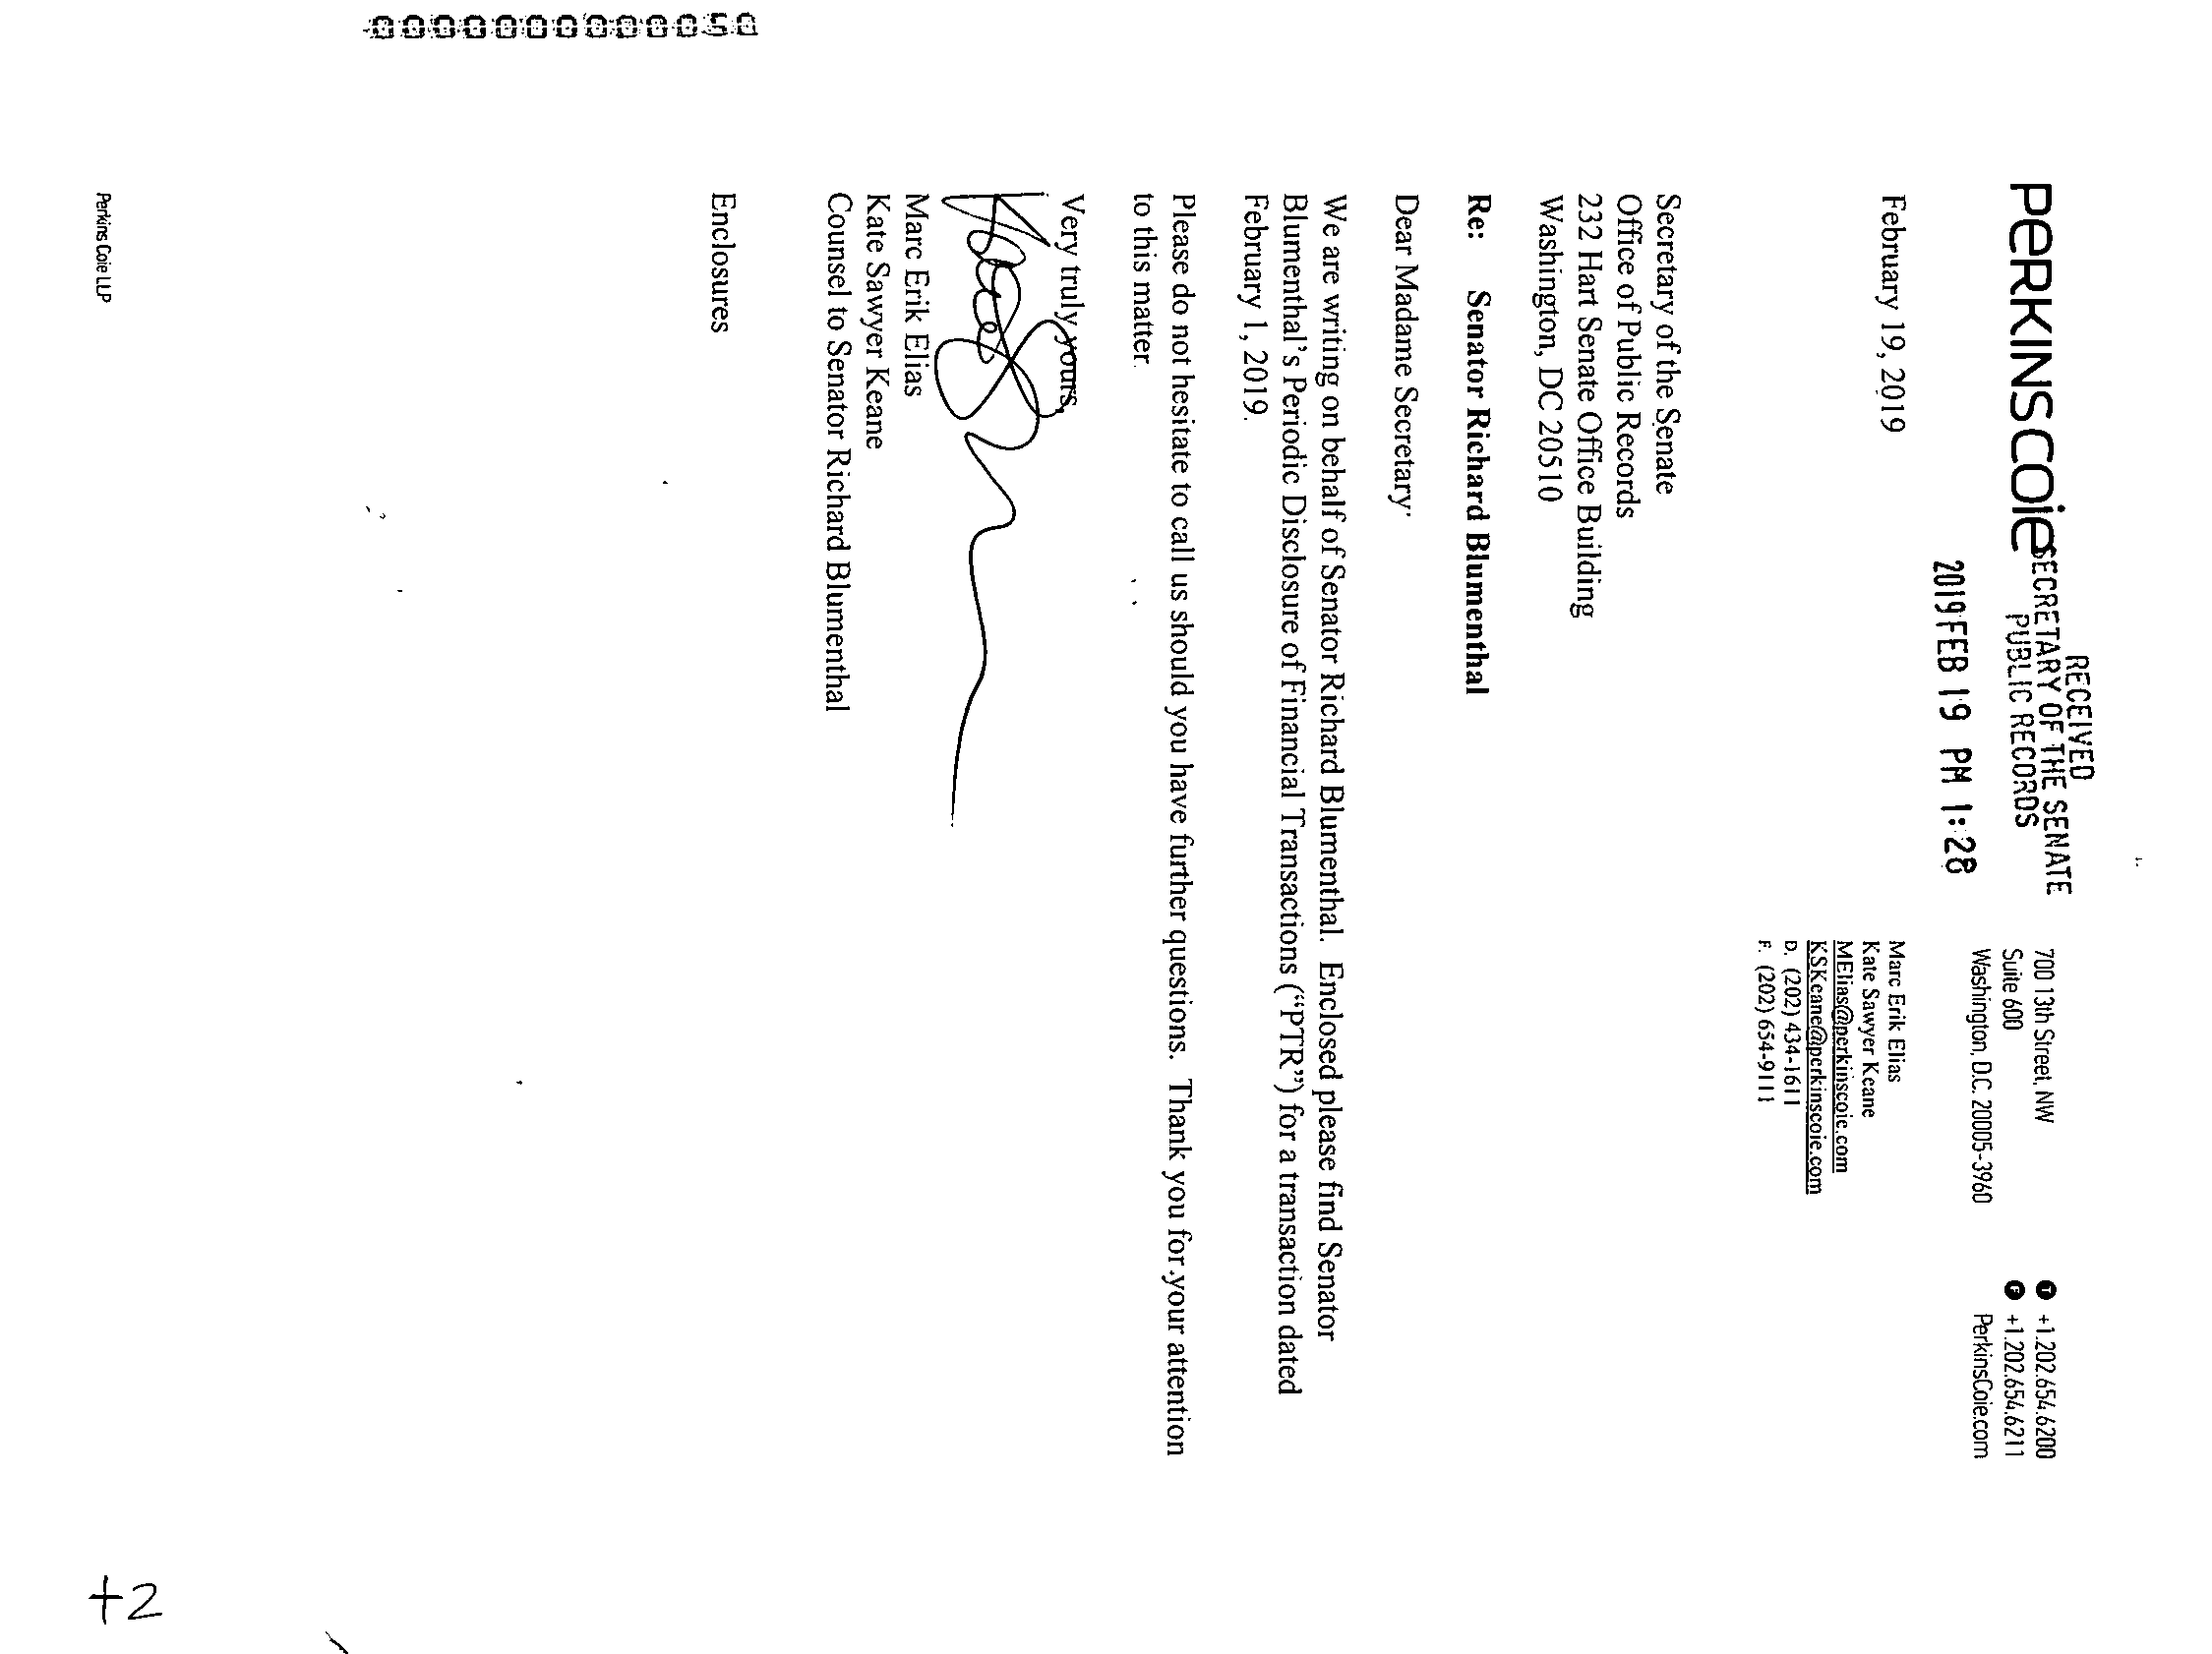 PERKINSCOIE
RECEIVED
SECRETARY OF THE SENATE
PUBLIC RECORDS
2019 FEB 19 PM 1:28
700 13th Street, NW
Suite 600
Washington, D.C. 20005-3960
T +1.202.654.6200
F +1.202.654.6211
PerkinsCoie.com
February 19, 2019
Marc Erik Elias
Kate Sawyer Keane
MElias@perkinscoie.com
KSKeane@perkinscoie.com
D. (202) 434-1611
F. (202) 654-9111
Secretary of the Senate
Office of Public Records
232 Hart Senate Office Building
Washington, DC 20510
Re: Senator Richard Blumenthal
Dear Madame Secretary:
We are writing on behalf of Senator Richard Blumenthal. Enclosed please find Senator
Blumenthal's Periodic Disclosure of Financial Transactions ("PTR") for a transaction dated
February 1, 2019.
Please do not hesitate to call us should you have further questions. Thank you for your attention
to this matter.
Very truly yours,
Marc Erik Elias
Kate Sawyer Keane
Counsel to Senator Richard Blumenthal
Enclosures
Perkins Coie LLP
+2